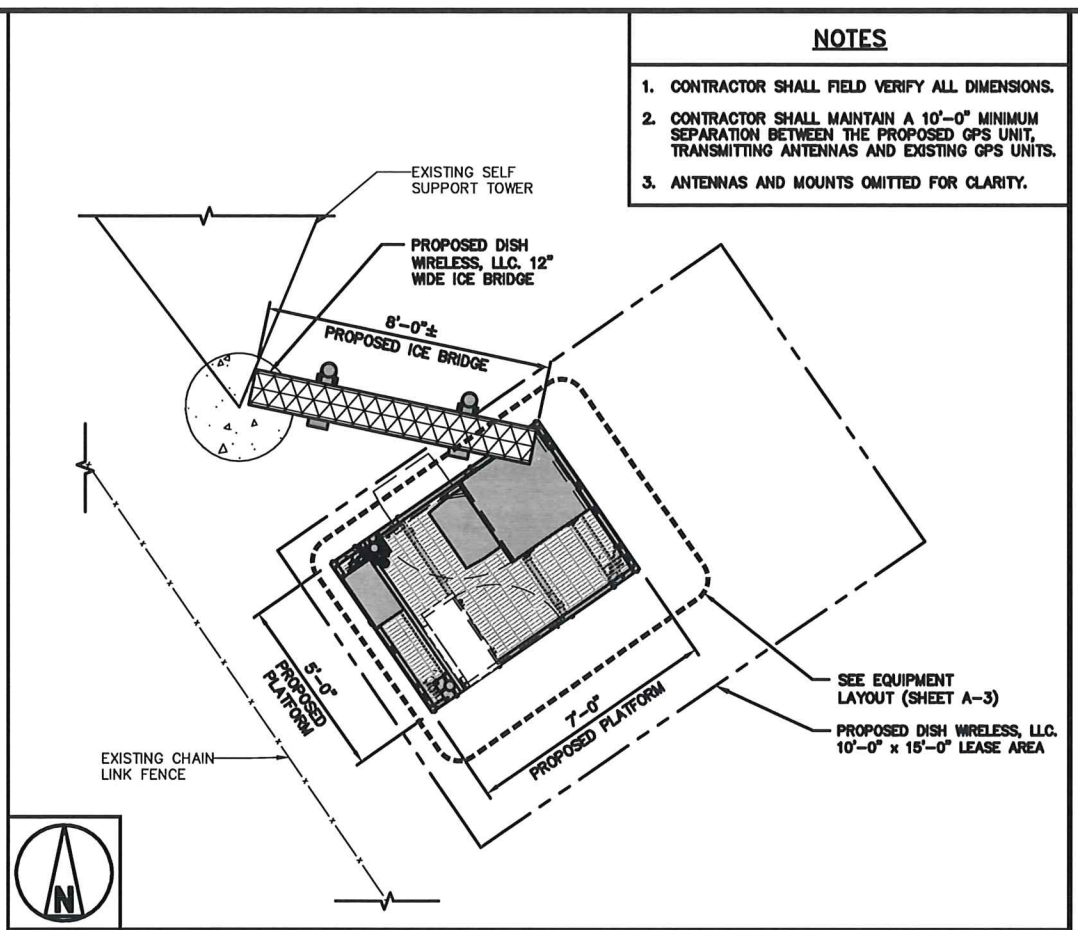 NOTES
1. CONTRACTOR SHALL FIELD VERIFY ALL DIMENSIONS.
2. CONTRACTOR SHALL MAINTAIN A 10'-0" MINIMUM
SEPARATION BETWEEN THE PROPOSED GPS UNIT,
TRANSMITTING ANTENNAS AND EXISTING GPS UNITS.
3. ANTENNAS AND MOUNTS OMITTED FOR CLARITY.
EXISTING SELF
SUPPORT TOWER
PROPOSED DISH
WIRELESS, LLC. 12"
WIDE ICE BRIDGE
8'-0"±
PROPOSED ICE BRIDGE
5'-0"
PROPOSED
PLATFORM
7'-0"
PROPOSED PLATFORM
SEE EQUIPMENT
LAYOUT (SHEET A-3)
PROPOSED DISH WIRELESS, LLC.
10'-0" x 15'-0" LEASE AREA
EXISTING CHAIN
LINK FENCE
N